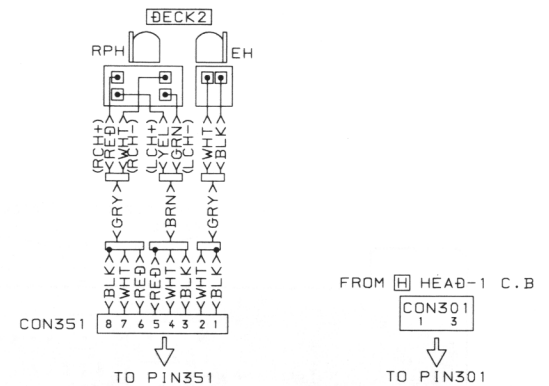 DECK2
RPH EH
(RCH+) <RED< <WHT< (RCH-) (LCH+) <YEL< <GRN< (LCH-) <WHT< <BLK<
<GRY< <BRN< <GRY<
<BLK< <WHT< <RED< <RED< <WHT< <BLK< <WHT< <BLK<
CON351 8 7 6 5 4 3 2 1
TO PIN351
FROM H HEAD-1 C.B
CON301
1 3
TO PIN301